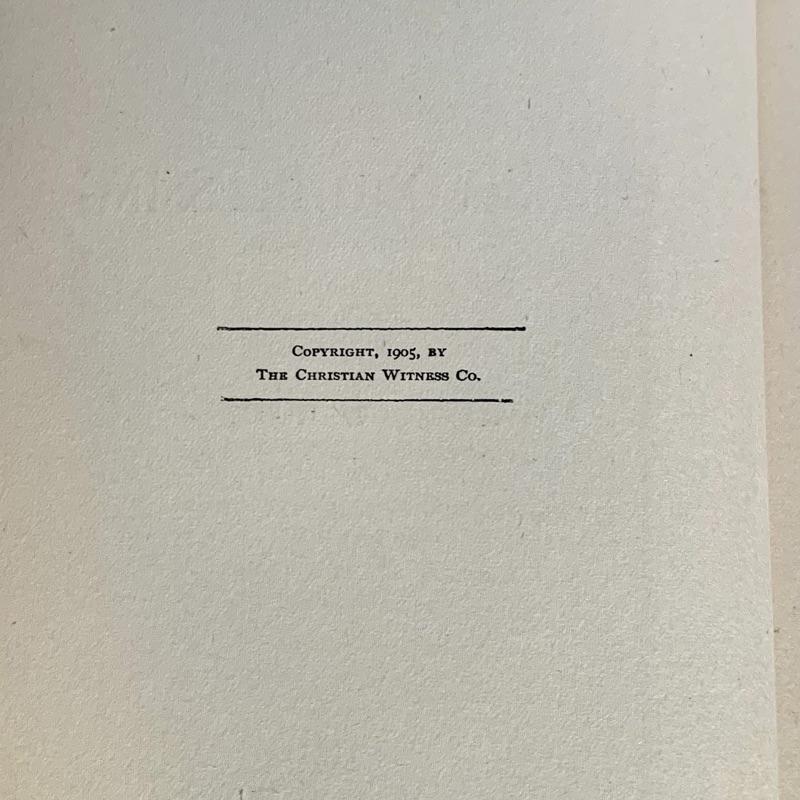 Copyright, 1905, by
The Christian Witness Co.